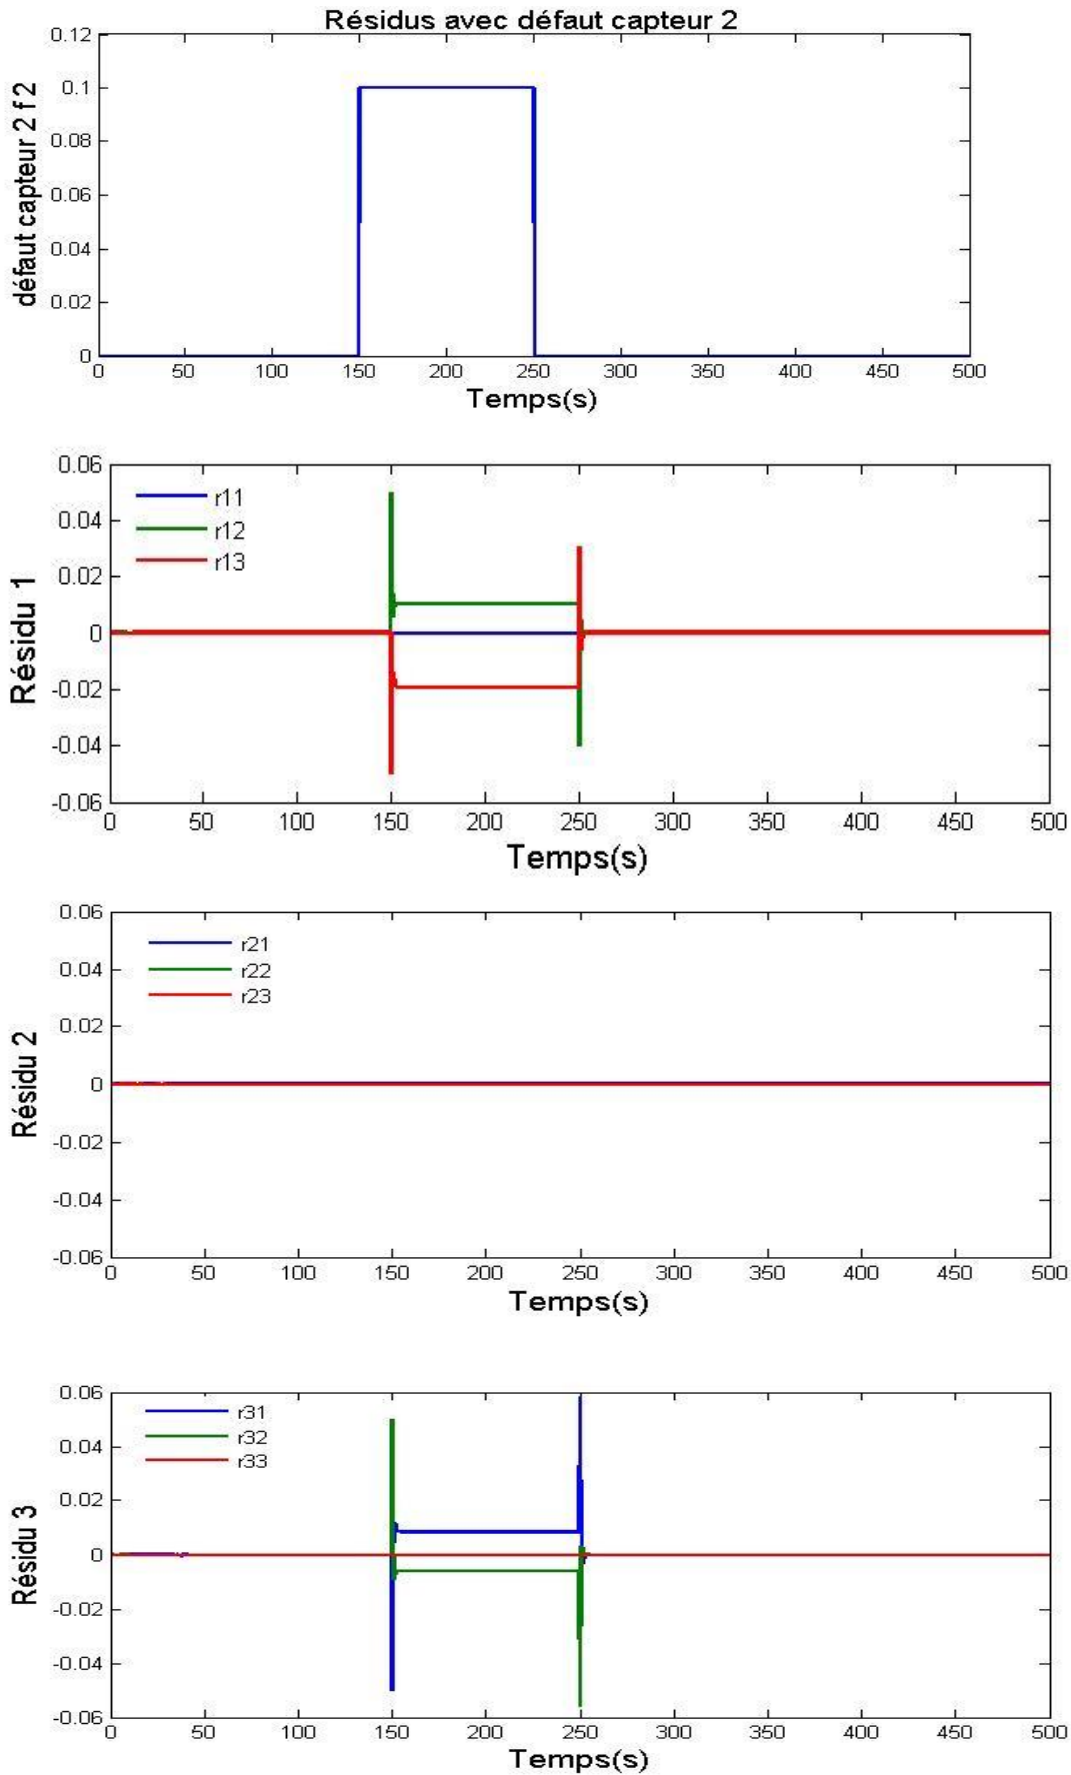 Résidus avec défaut capteur 2
0.12
0.1
0.08
0.06
0.04
0.02
0
défaut capteur 2 f 2
0 50 100 150 200 250 300 350 400 450 500
Temps(s)
0.06
0.04
0.02
0
-0.02
-0.04
-0.06
Résidu 1
r11
r12
r13
0 50 100 150 200 250 300 350 400 450 500
Temps(s)
0.06
0.04
0.02
0
-0.02
-0.04
-0.06
Résidu 2
r21
r22
r23
0 50 100 150 200 250 300 350 400 450 500
Temps(s)
0.06
0.04
0.02
0
-0.02
-0.04
-0.06
Résidu 3
r31
r32
r33
0 50 100 150 200 250 300 350 400 450 500
Temps(s)